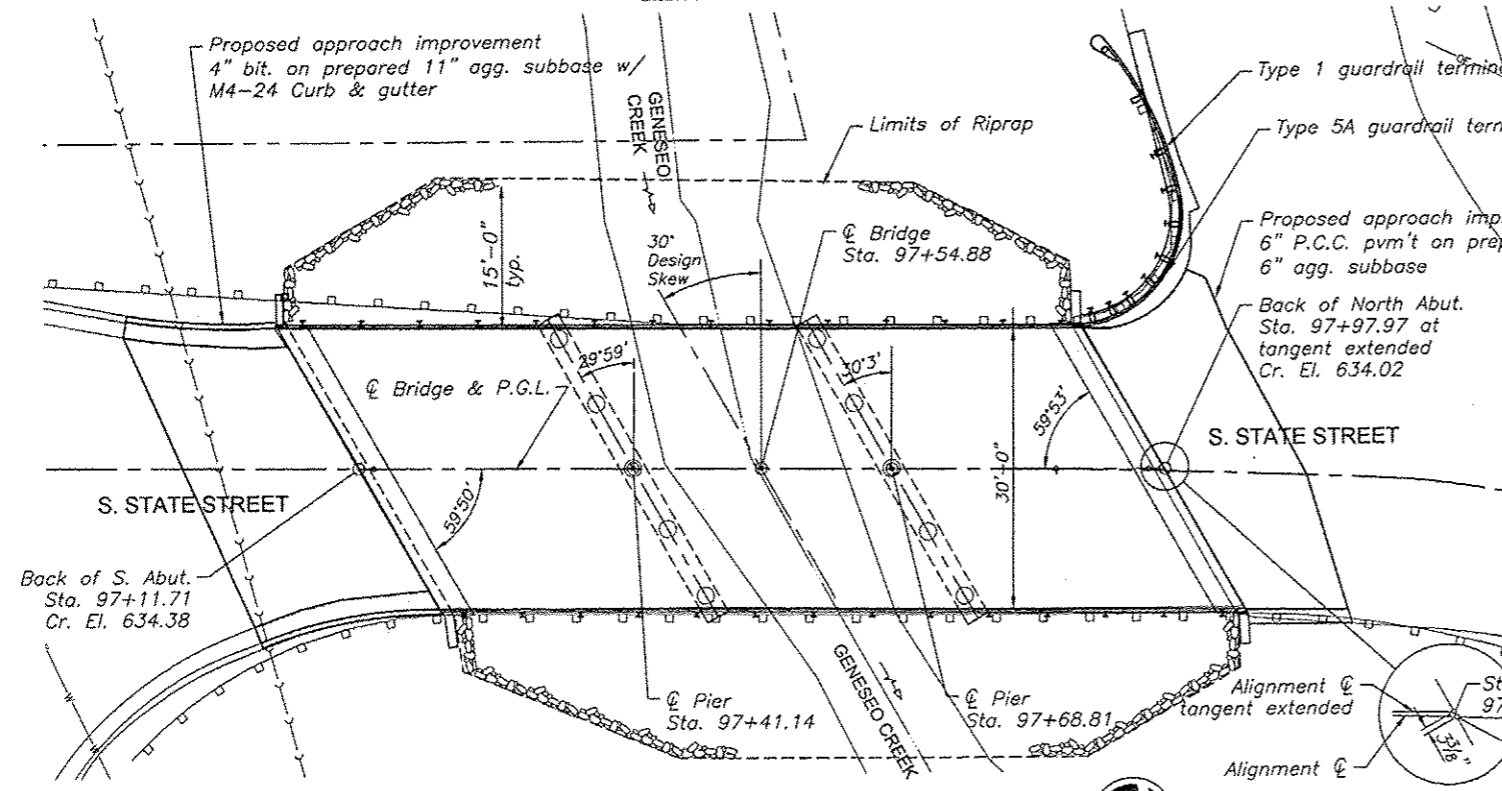 Proposed approach improvement
4" bit. on prepared 11" agg. subbase w/
M4-24 Curb & gutter
GENESEO
CREEK
Limits of Riprap
Type 1 guardrail termin
Type 5A guardrail tern
15'-0"
typ.
30°
Design
Skew
℄ Bridge
Sta. 97+54.88
Proposed approach imp
6" P.C.C. pvm't on prep
6" agg. subbase
Back of North Abut.
Sta. 97+97.97 at
tangent extended
Cr. El. 634.02
29°59'
30°3'
℄ Bridge & P.G.L.
59°53'
30'-0"
S. STATE STREET
S. STATE STREET
59°50'
Back of S. Abut.
Sta. 97+11.71
Cr. El. 634.38
℄ Pier
Sta. 97+41.14
GENESEO CREEK
℄ Pier
Sta. 97+68.81
Alignment ℄
tangent extended
St
97
3⅜"
Alignment ℄